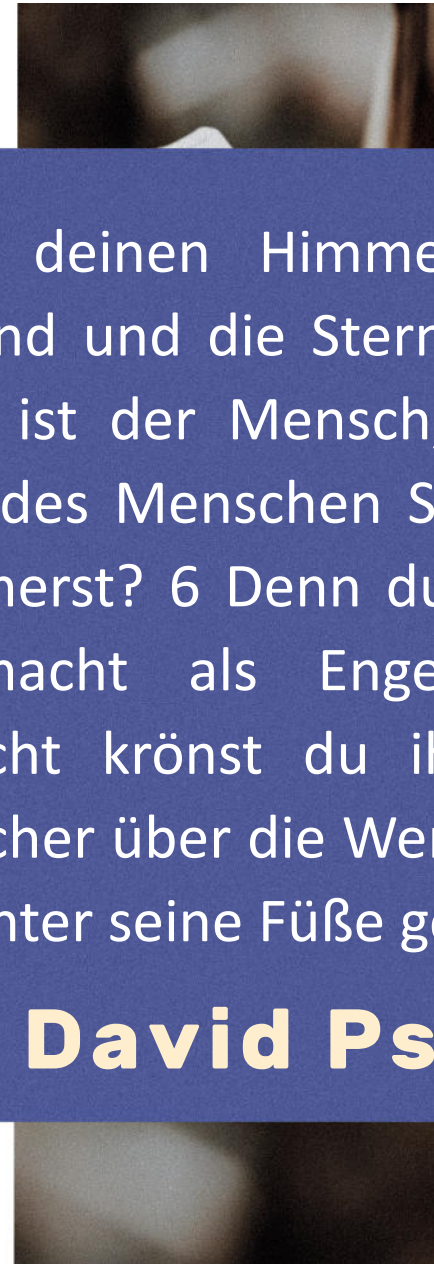 deinen Himme
nd und die Stern
ist der Mensch,
des Menschen S
nerst? 6 Denn du
nacht als Enge
cht krönst du ih
cher über die Wer
nter seine Füße ge
David Ps